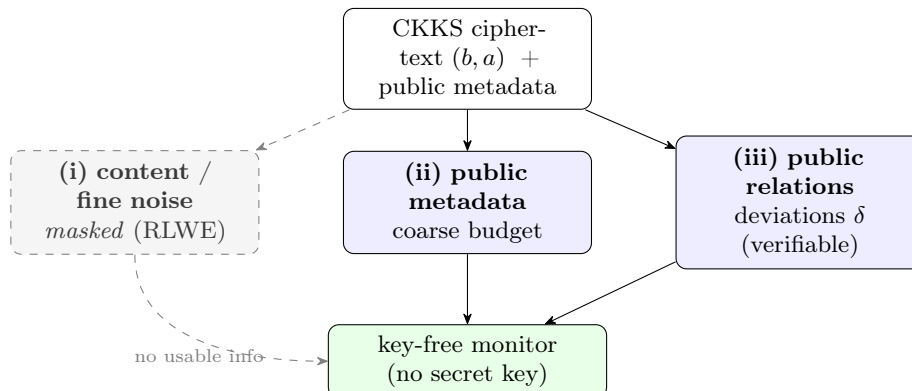 CKKS cipher-
text (b, a) +
public metadata
(i) content /
fine noise
masked (RLWE)
(ii) public
metadata
coarse budget
(iii) public
relations
deviations δ
(verifiable)
no usable info
key-free monitor
(no secret key)